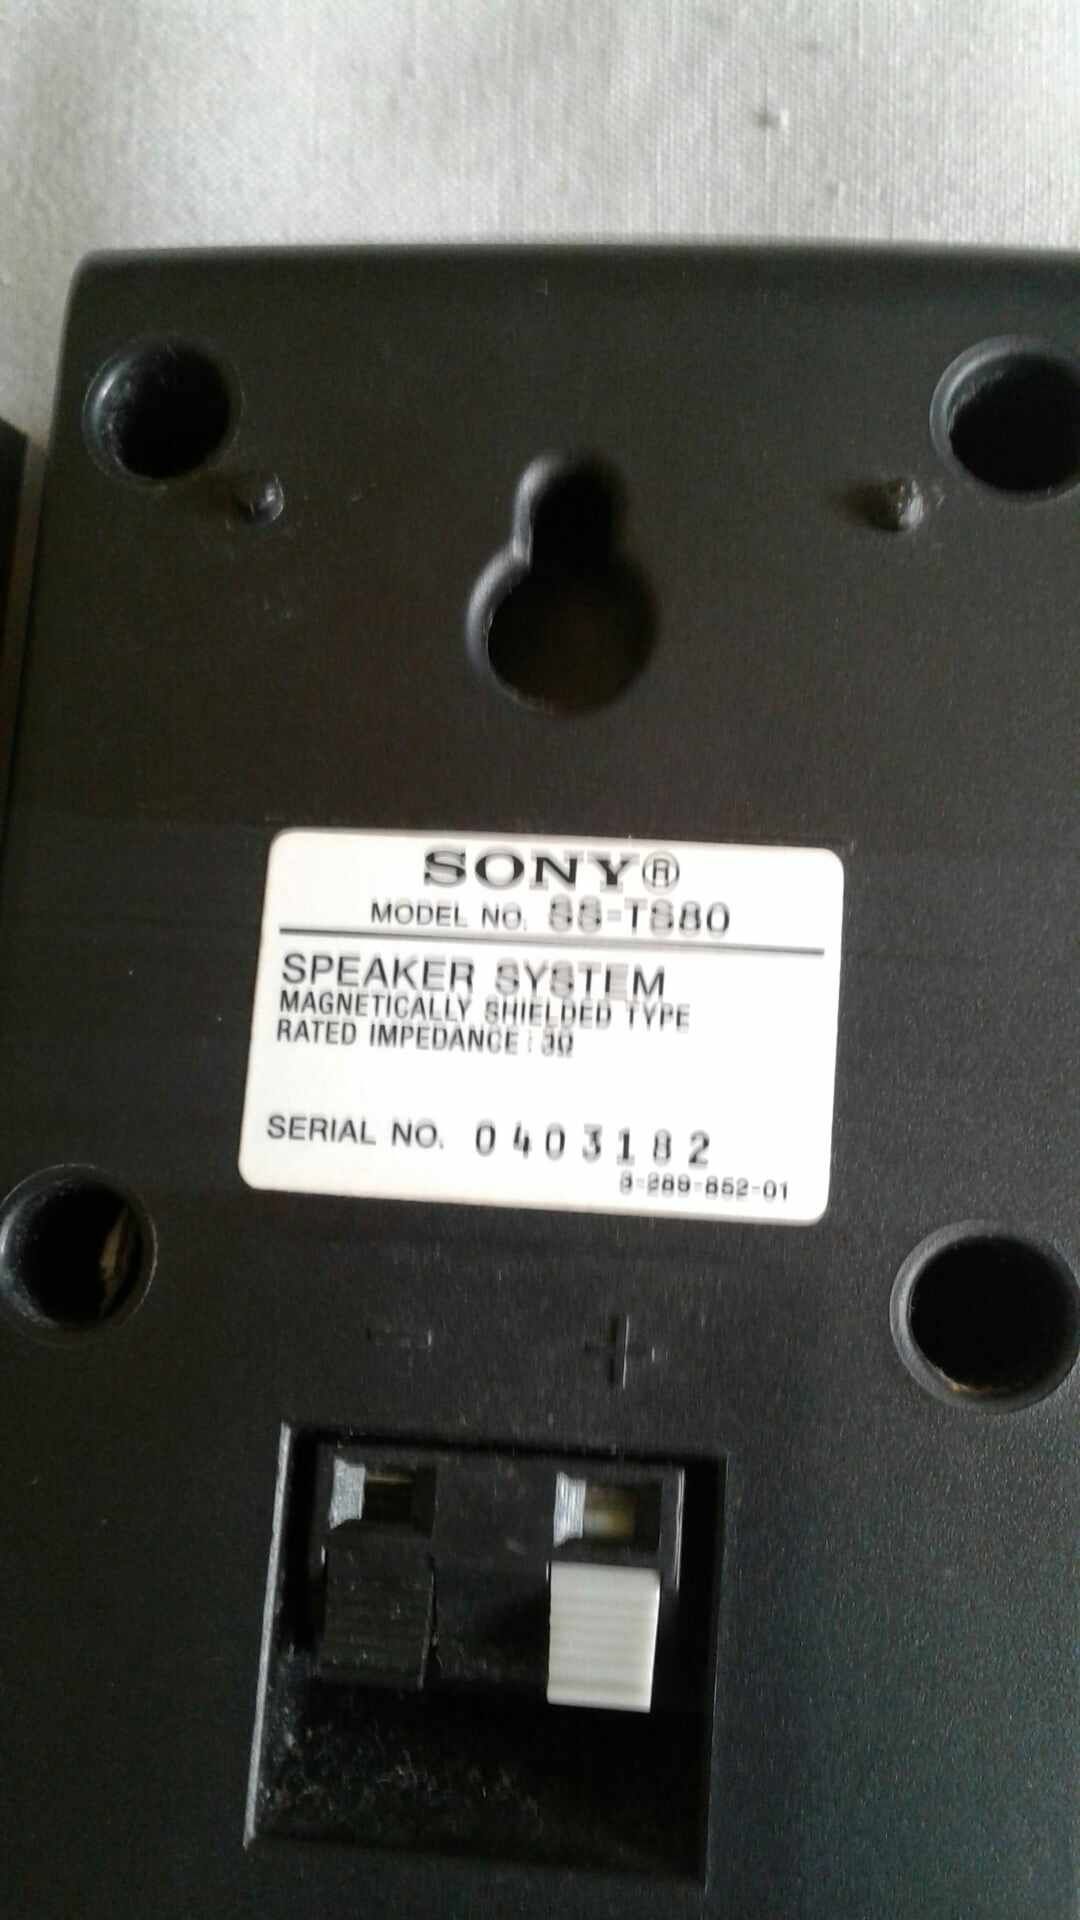 SONY®
MODEL NO. SS-TS80
SPEAKER SYSTEM
MAGNETICALLY SHIELDED TYPE
RATED IMPEDANCE : 3Ω
SERIAL NO. 0403182
3-289-852-01
- +